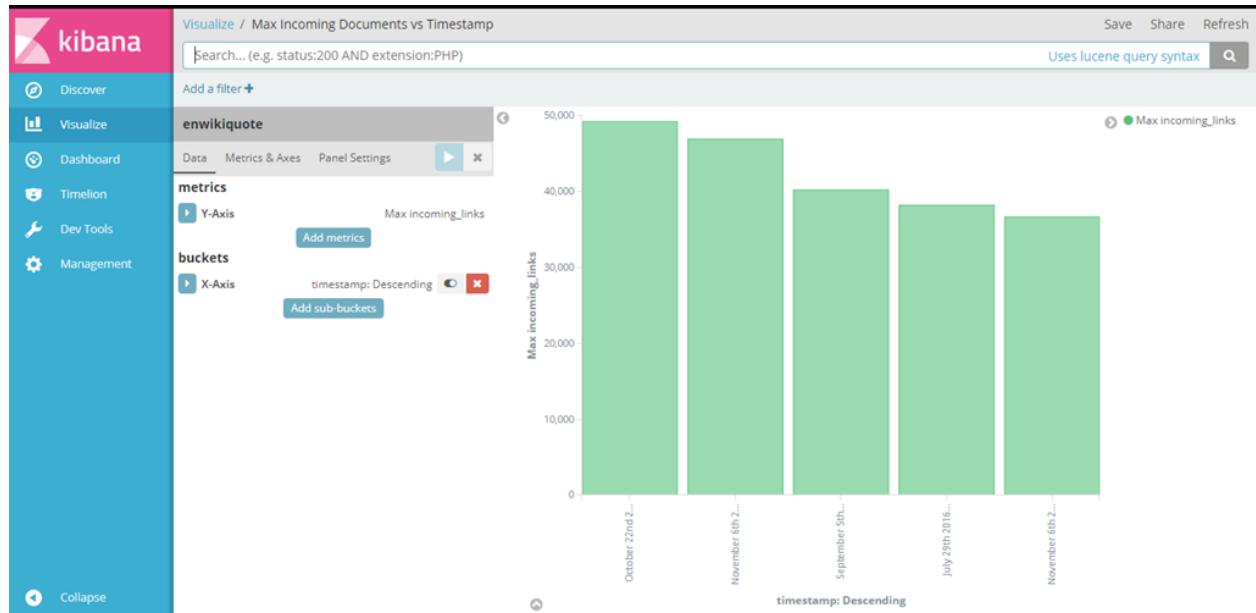 kibana
Discover
Visualize
Dashboard
Timelion
Dev Tools
Management
Collapse
Visualize / Max Incoming Documents vs Timestamp
Save Share Refresh
Search... (e.g. status:200 AND extension:PHP)
Uses lucene query syntax
Add a filter +
enwikiquote
Data Metrics & Axes Panel Settings
metrics
Y-Axis Max incoming_links
Add metrics
buckets
X-Axis timestamp: Descending
Add sub-buckets
Max incoming_links
50,000
40,000
30,000
20,000
10,000
0
Max incoming_links
October 22nd 2...
November 6th 2...
September 5th...
July 29th 2016...
November 6th 2...
timestamp: Descending